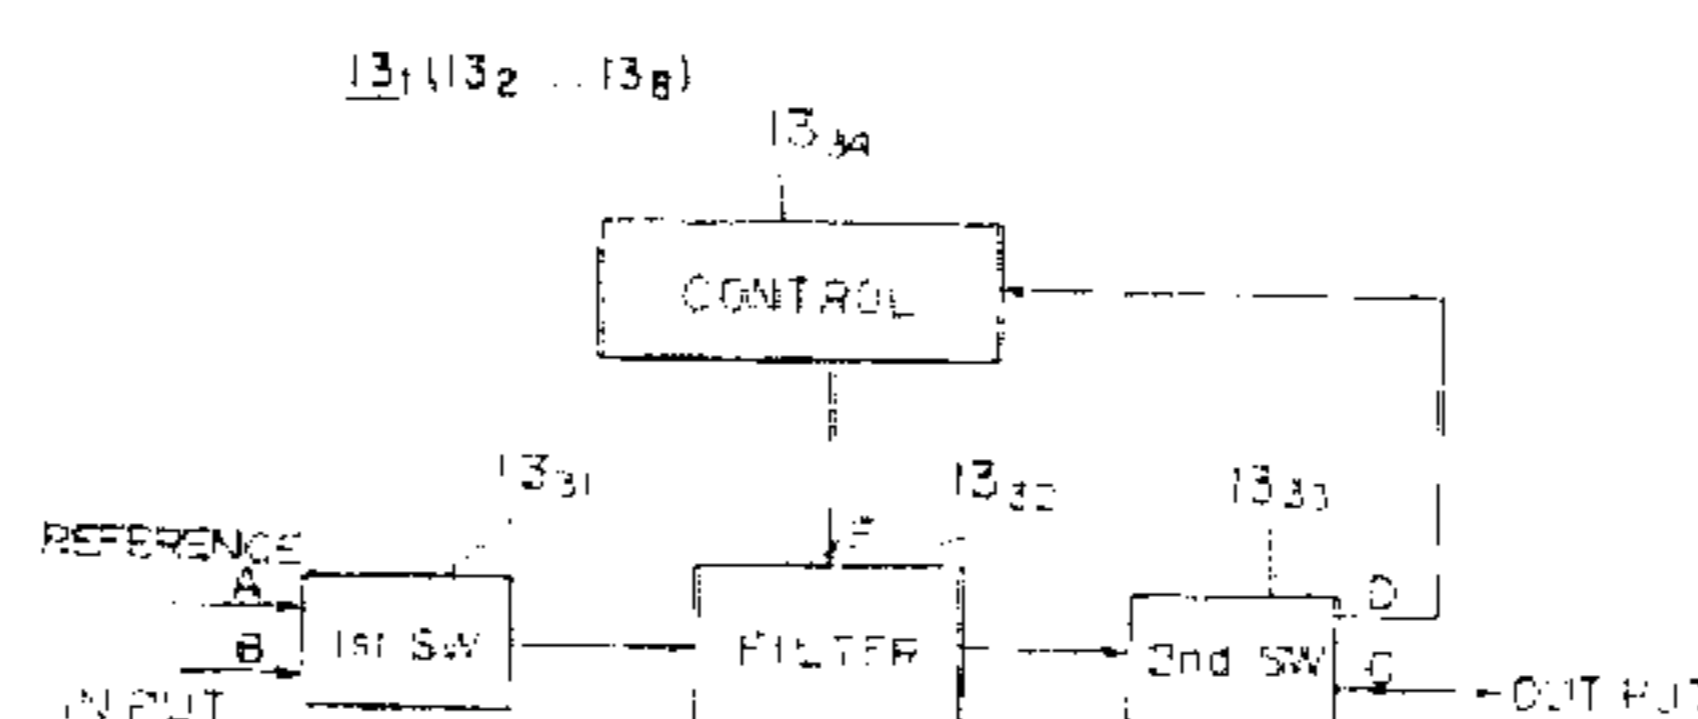 13₁(13₂ ... 13₈)
13₃₄
CONTROL
13₃₁
13₃₂
13₃₃
REFERENCE
F
A
D
1st SW
FILTER
2nd SW
B
C
INPUT
OUTPUT